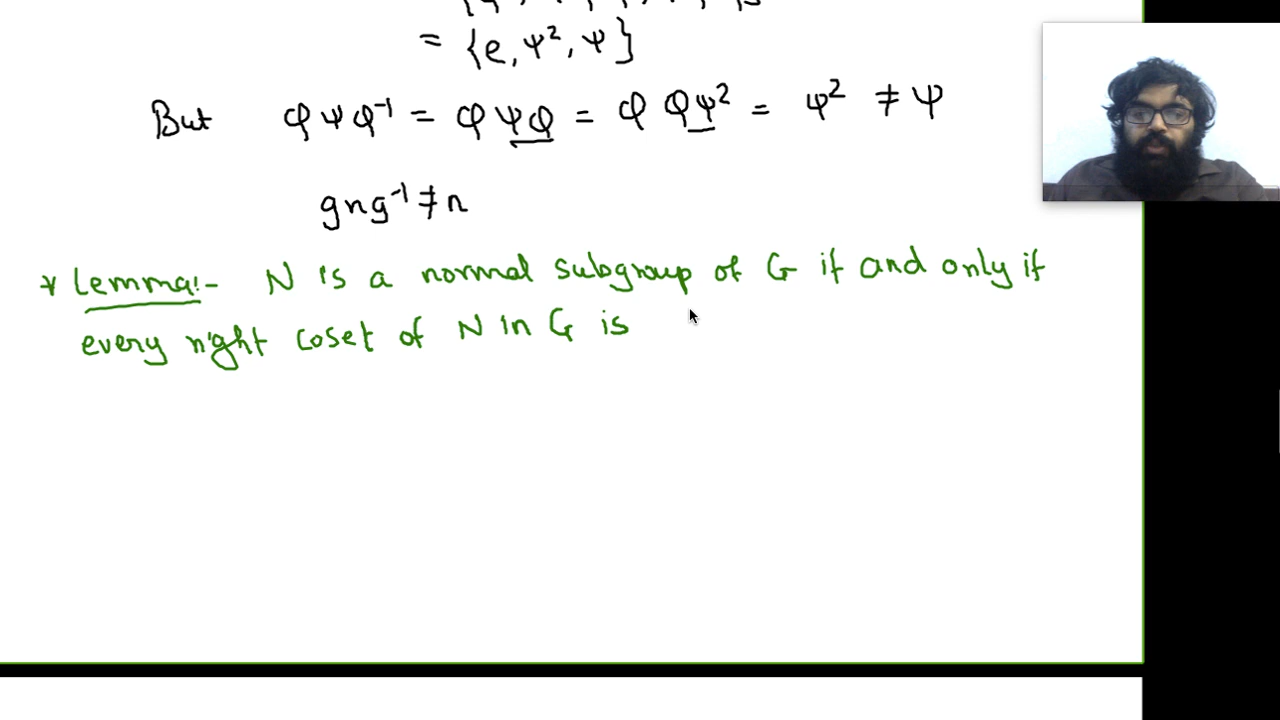 = {e, ψ², ψ}
But φψφ⁻¹ = φψφ = φφψ² = ψ² ≠ ψ
gng⁻¹ ≠ n
* Lemma:- N is a normal subgroup of G if and only if
every right coset of N in G is